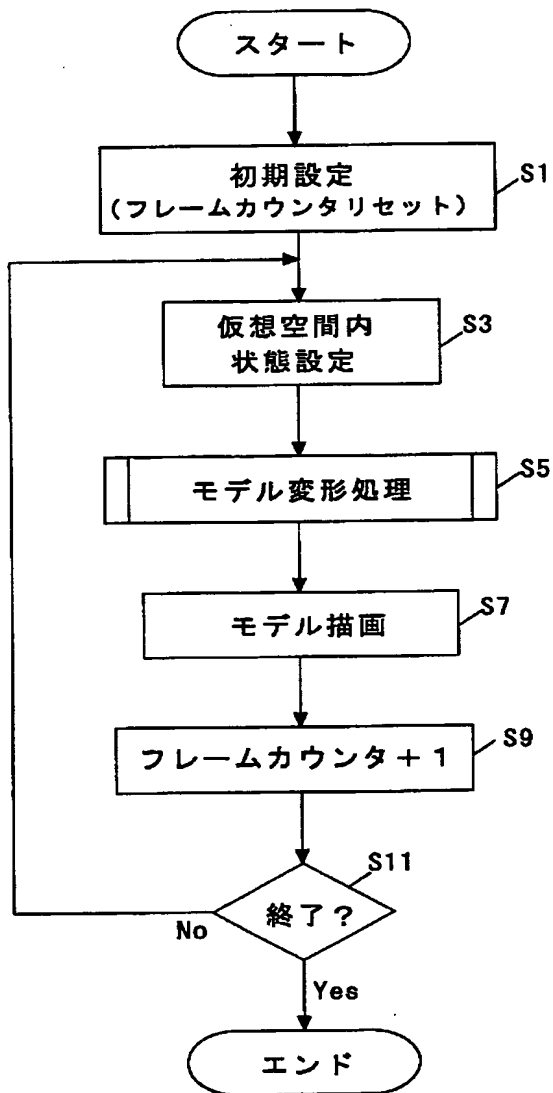 スタート
初期設定
(フレームカウンタリセット)
S1
仮想空間内
状態設定
S3
モデル変形処理
S5
モデル描画
S7
フレームカウンタ+1
S9
終了?
S11
No
Yes
エンド